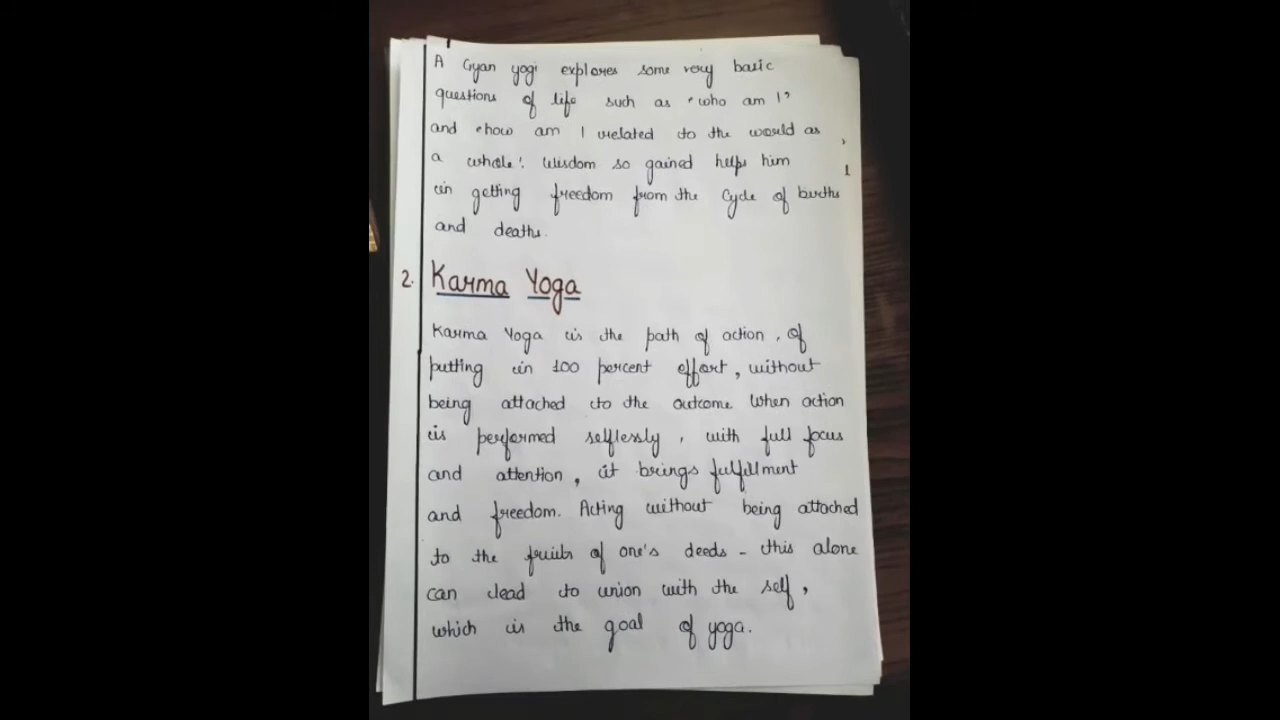 A Gyan yogi explores some very basic
questions of life such as 'who am I'
and 'how am I related to the world as
a whole'. Wisdom so gained helps him
in getting freedom from the cycle of births
and deaths.
2. Karma Yoga
Karma Yoga is the path of action, of
putting in 100 percent effort, without
being attached to the outcome When action
is performed selflessly, with full focus
and attention, it brings fulfillment
and freedom. Acting without being attached
to the fruits of one's deeds - this alone
can lead to union with the self,
which is the goal of yoga.